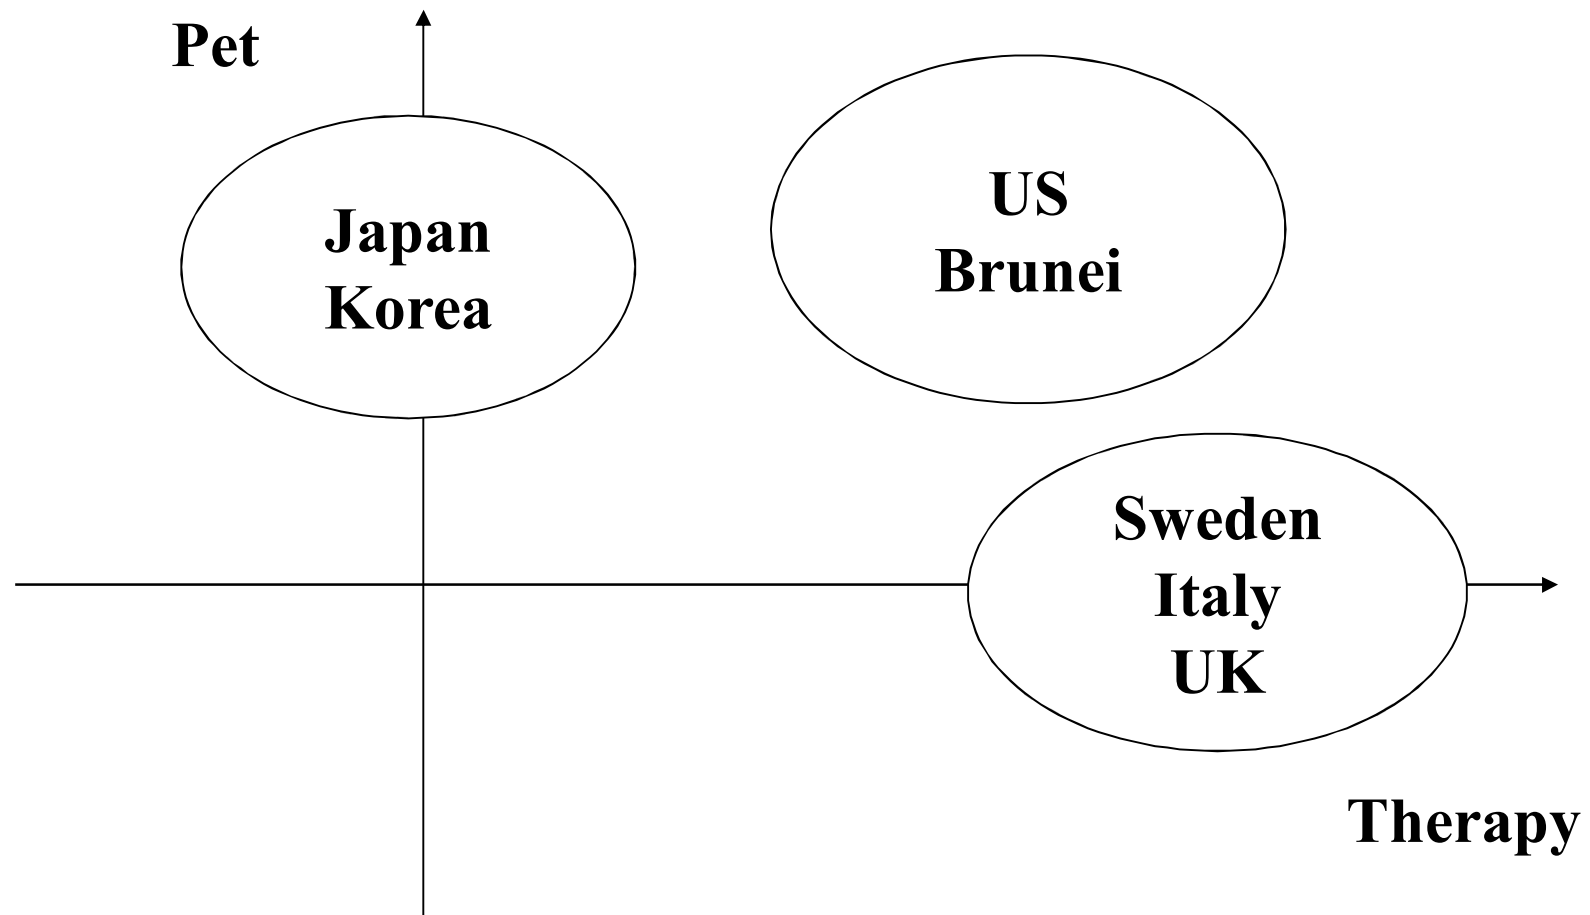 Pet
Japan
Korea
US
Brunei
Sweden
Italy
UK
Therapy